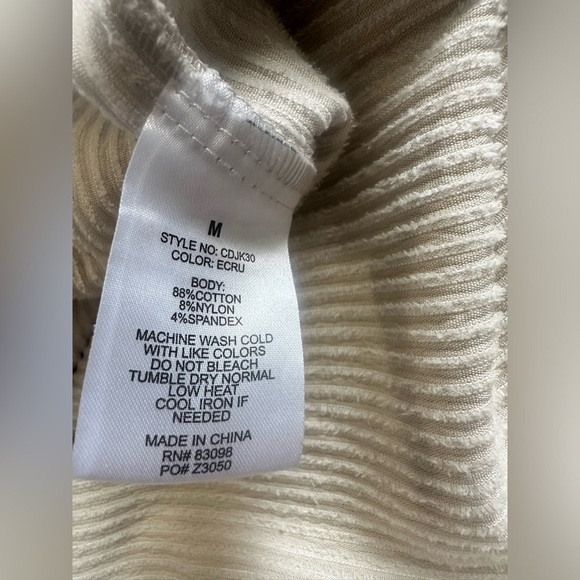 M
STYLE NO: CDJK30
COLOR: ECRU
BODY:
88%COTTON
8%NYLON
4%SPANDEX
MACHINE WASH COLD
WITH LIKE COLORS
DO NOT BLEACH
TUMBLE DRY NORMAL
LOW HEAT
COOL IRON IF
NEEDED
MADE IN CHINA
RN# 83098
PO# Z3050